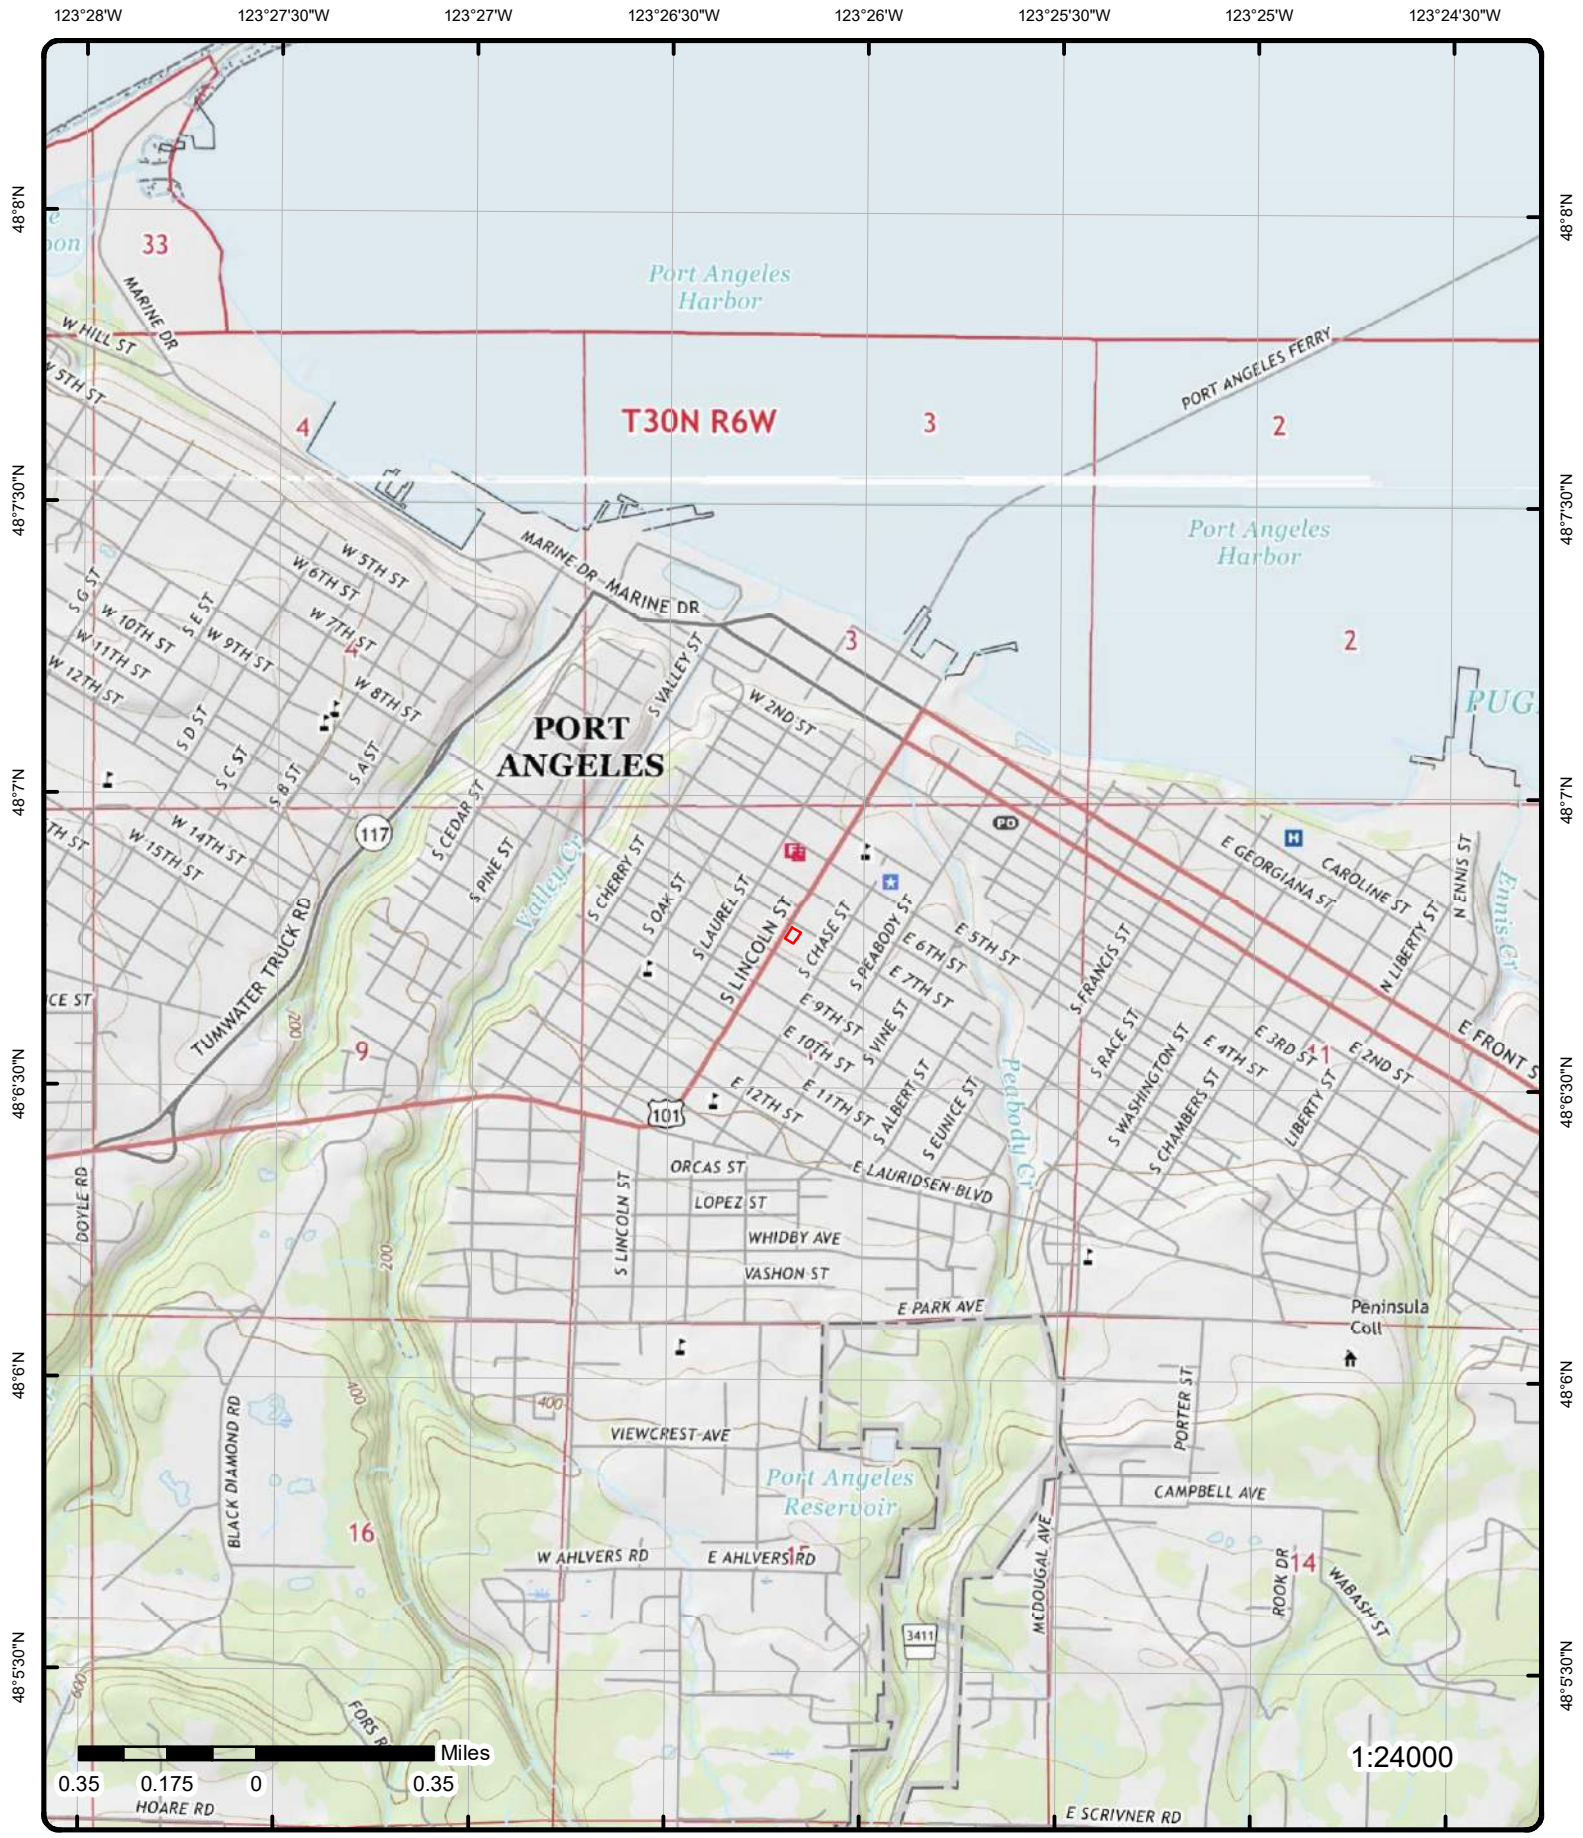 123°28'W 123°27'30"W 123°27'W 123°26'30"W 123°26'W 123°25'30"W 123°25'W 123°24'30"W
48°8'N
48°8'N
33
MARINE DR
W HILL ST
W 5TH ST
Port Angeles
Harbor
PORT ANGELES FERRY
4
T30N R6W
3
2
48°7'30"N
48°7'30"N
Port Angeles
Harbor
MARINE DR
MARINE DR
W 5TH ST
W 6TH ST
W 7TH ST
4
W 8TH ST
W 9TH ST
W 10TH ST
W 11TH ST
W 12TH ST
S G ST
S E ST
S D ST
S C ST
S B ST
S A ST
S VALLEY ST
3
2
W 2ND ST
PORT
ANGELES
PUG
48°7'N
48°7'N
TH ST
W 14TH ST
W 15TH ST
117
S CEDAR ST
S PINE ST
Valley Cr
S CHERRY ST
S OAK ST
S LAUREL ST
S LINCOLN ST
S CHASE ST
S PEABODY ST
PD
H
E GEORGIANA ST
CAROLINE ST
N ENNIS ST
Ennis Cr
N LIBERTY ST
E 5TH ST
E 6TH ST
E 7TH ST
E 9TH ST
E 10TH ST
E 11TH ST
E 12TH ST
S VINE ST
S ALBERT ST
S EUNICE ST
S FRANCIS ST
S RACE ST
S WASHINGTON ST
S CHAMBERS ST
LIBERTY ST
E 4TH ST
E 3RD ST
11
E 2ND ST
E FRONT S
CE ST
TUMWATER TRUCK RD
200
9
48°6'30"N
48°6'30"N
101
Peabody Cr
DOYLE RD
200
S LINCOLN ST
ORCAS ST
LOPEZ ST
WHIDBY AVE
VASHON ST
E LAURIDSEN BLVD
E PARK AVE
Peninsula
Coll
48°6'N
48°6'N
400
400
BLACK DIAMOND RD
VIEWCREST AVE
PORTER ST
Port Angeles
Reservoir
CAMPBELL AVE
16
W AHLVERS RD
E AHLVERS RD
15
MCDOUGAL AVE
ROOK DR
14
WABASH ST
3411
48°5'30"N
48°5'30"N
600
FORS R
Miles
0.35 0.175 0 0.35
1:24000
HOARE RD
E SCRIVNER RD